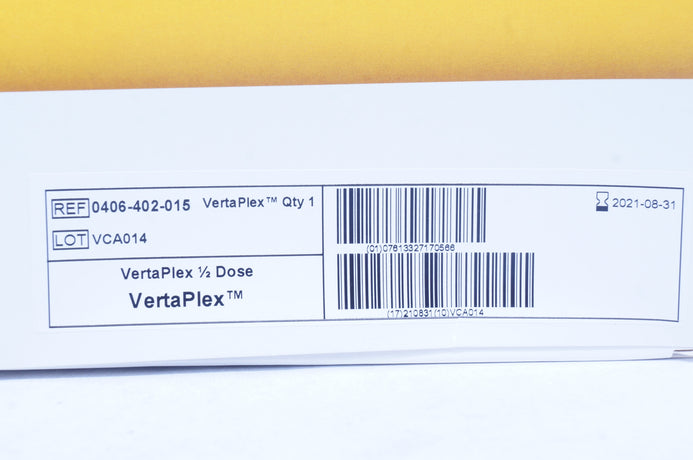 REF 0406-402-015 VertaPlex™ Qty 1
LOT VCA014
VertaPlex ½ Dose
VertaPlex™
(01)07613327170566
(17)210831(10)VCA014
2021-08-31